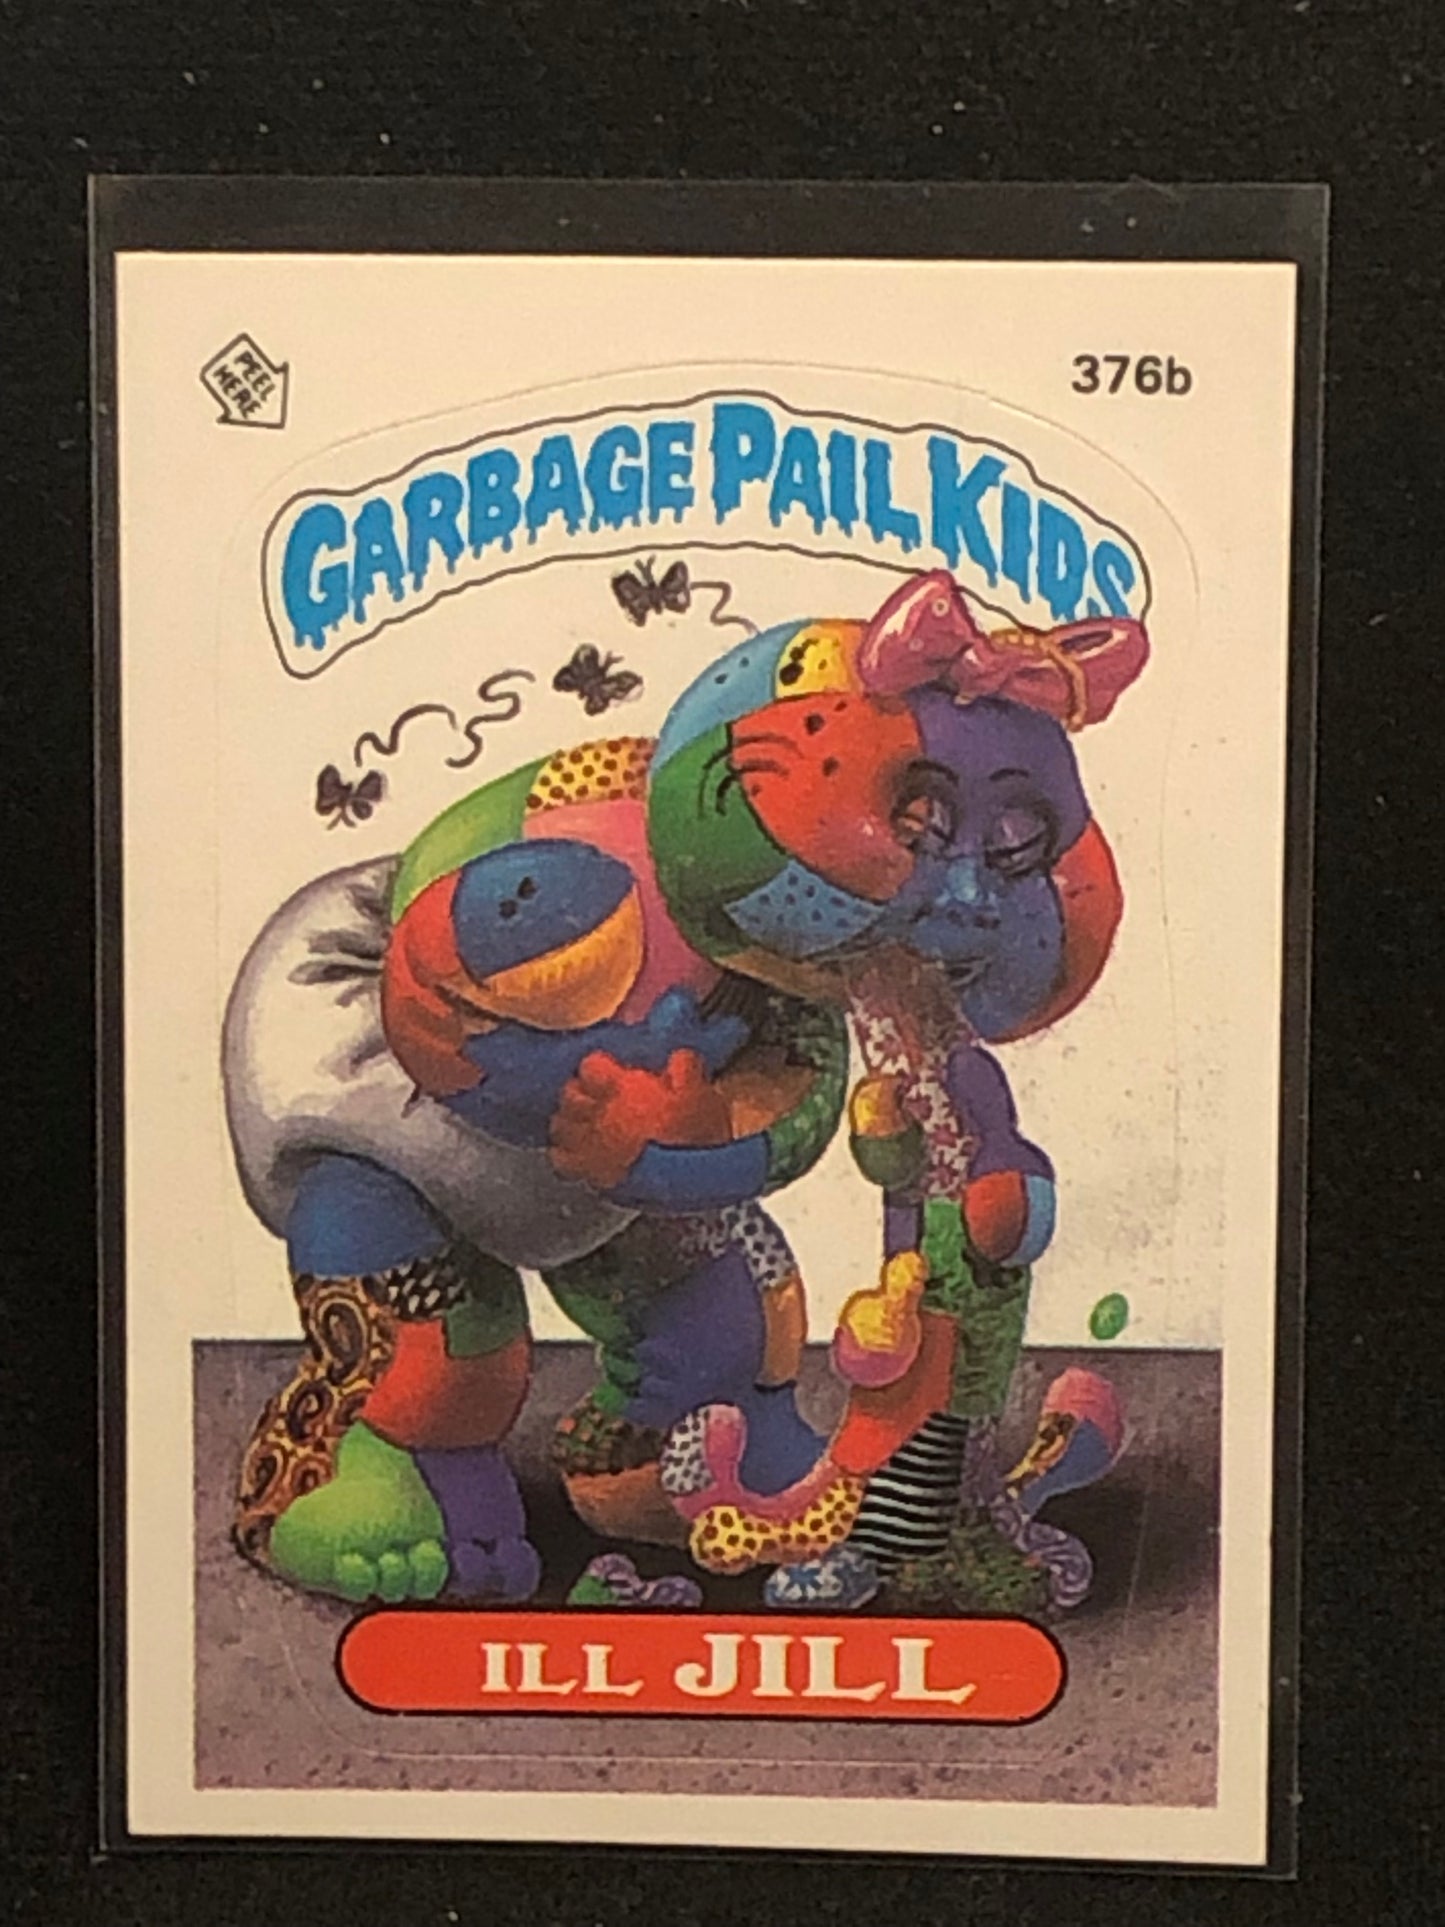 PEEL
HERE
376b
GARBAGE PAIL KIDS
ILL JILL